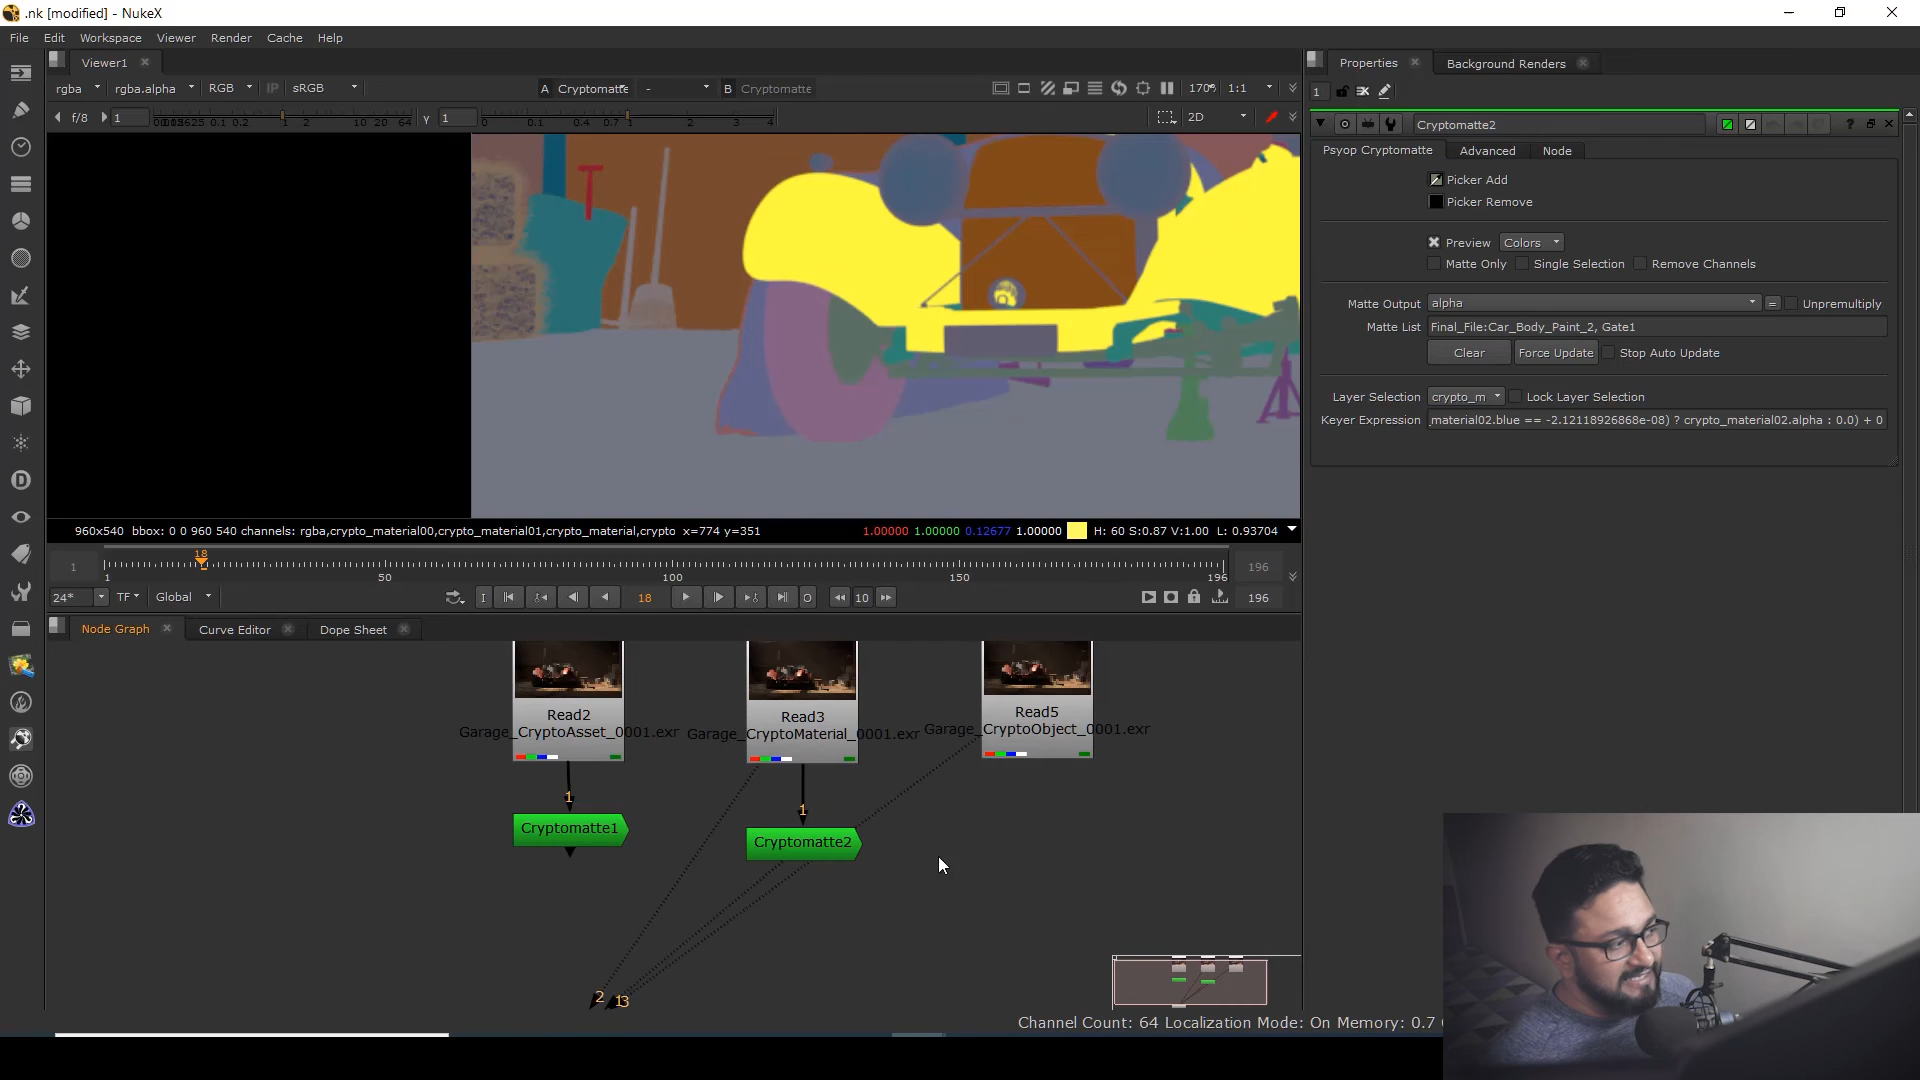 .nk [modified] - NukeX
File Edit Workspace Viewer Render Cache Help
Viewer1
rgba rgba.alpha RGB IP sRGB A Cryptomatte - B Cryptomatte 1:1
f/8 1 γ 1 2D
960x540 bbox: 0 0 960 540 channels: rgba,crypto_material00,crypto_material01,crypto_material,crypto x=774 y=351 1.00000 1.00000 0.12677 1.00000 H: 60 S:0.87 V:1.00 L: 0.93704
18
1 196
1 50 100 150 196
24* TF Global I 18 O 10 196
Node Graph Curve Editor Dope Sheet
Read2
Garage_CryptoAsset_0001.exr
1
Cryptomatte1
Read3
Garage_CryptoMaterial_0001.exr
1
Cryptomatte2
Read5
Garage_CryptoObject_0001.exr
2 13
Channel Count: 64 Localization Mode: On Memory: 0.7
Properties Background Renders
1
Cryptomatte2
Psyop Cryptomatte Advanced Node
Picker Add
Picker Remove
Preview Colors
Matte Only Single Selection Remove Channels
Matte Output alpha = Unpremultiply
Matte List Final_File:Car_Body_Paint_2, Gate1
Clear Force Update Stop Auto Update
Layer Selection crypto_m Lock Layer Selection
Keyer Expression _material02.blue == -2.12118926868e-08) ? crypto_material02.alpha : 0.0) + 0